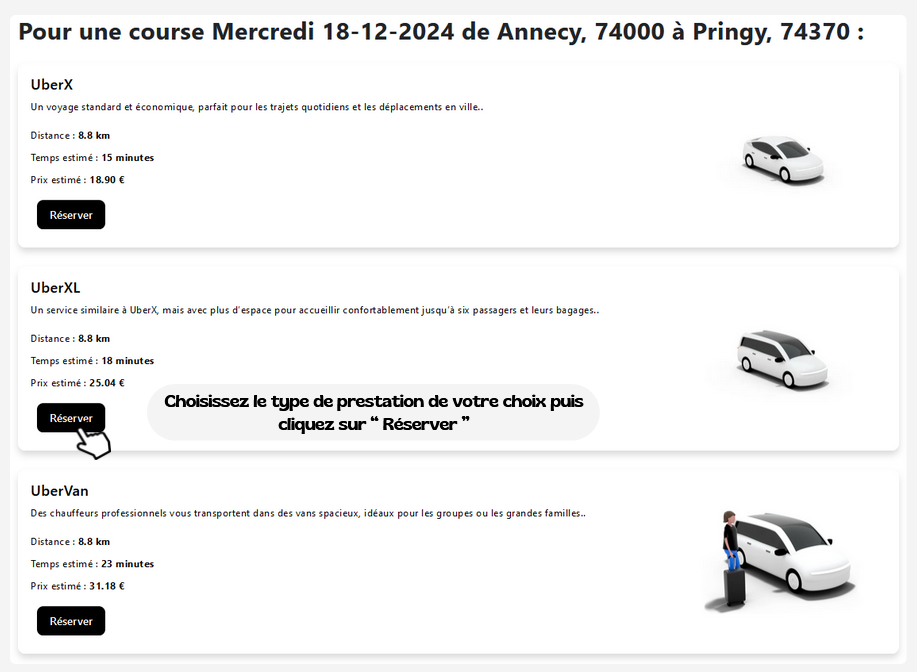 Pour une course Mercredi 18-12-2024 de Annecy, 74000 à Pringy, 74370 :
UberX
Un voyage standard et économique, parfait pour les trajets quotidiens et les déplacements en ville..
Distance : 8.8 km
Temps estimé : 15 minutes
Prix estimé : 18.90 €
Réserver
UberXL
Un service similaire à UberX, mais avec plus d'espace pour accueillir confortablement jusqu'à six passagers et leurs bagages..
Distance : 8.8 km
Temps estimé : 18 minutes
Prix estimé : 25.04 €
Réserver
Choisissez le type de prestation de votre choix puis
cliquez sur “ Réserver ”
UberVan
Des chauffeurs professionnels vous transportent dans des vans spacieux, idéaux pour les groupes ou les grandes familles..
Distance : 8.8 km
Temps estimé : 23 minutes
Prix estimé : 31.18 €
Réserver